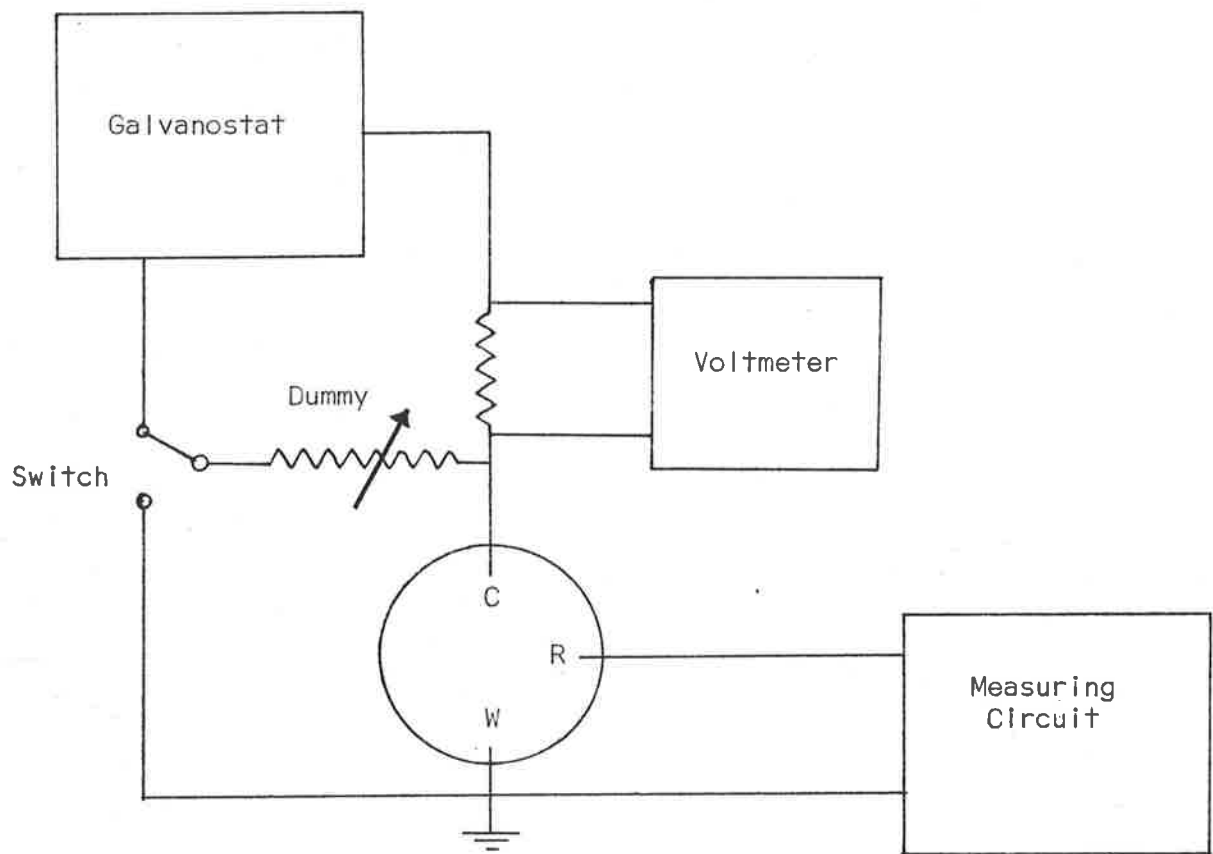 Galvanostat
Voltmeter
Dummy
Switch
C
R
W
Measuring
Circuit